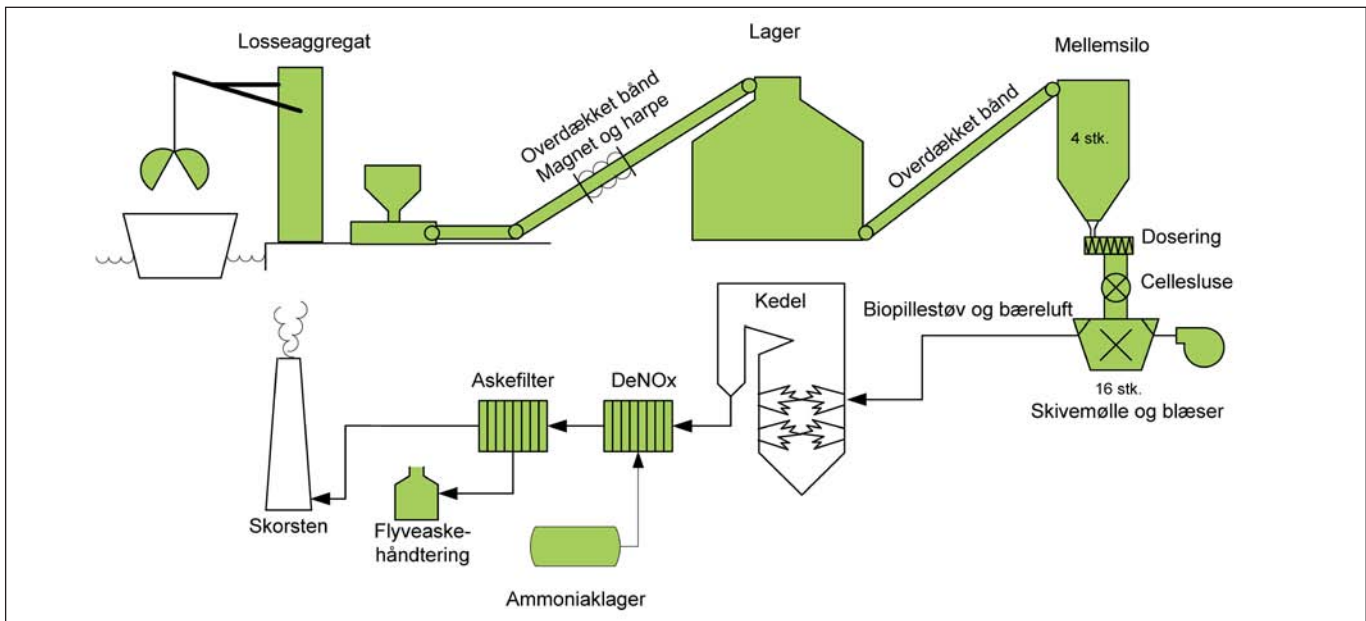 Losseaggregat
Lager
Mellemsilo
Overdækket bånd
Magnet og harpe
Overdækket bånd
4 stk.
Dosering
Cellesluse
Kedel
Biopillestøv og bæreluft
16 stk.
Skivemølle og blæser
Askefilter
DeNOx
Skorsten
Flyveaske-
håndtering
Ammoniaklager